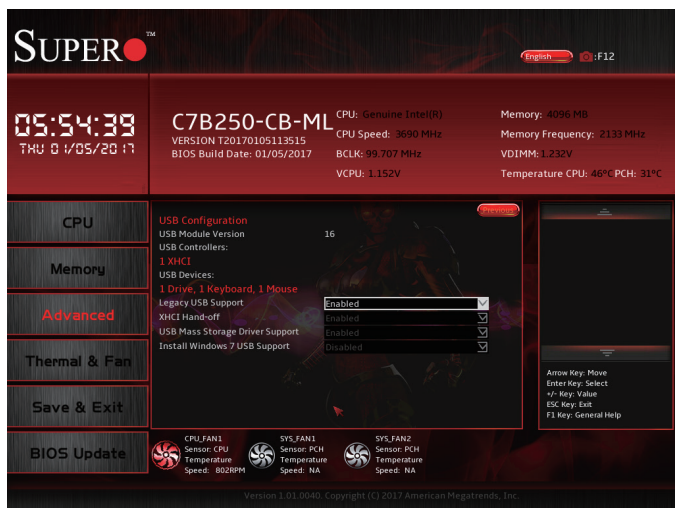 SUPER TM
English :F12
05:54:39
THU 01/05/2017
C7B250-CB-ML
VERSION T20170105113515
BIOS Build Date: 01/05/2017
CPU: Genuine Intel(R)
CPU Speed: 3690 MHz
BCLK: 99.707 MHz
VCPU: 1.152V
Memory: 4096 MB
Memory Frequency: 2133 MHz
VDIMM: 1.232V
Temperature CPU: 46°C PCH: 31°C
CPU
Memory
Advanced
Thermal & Fan
Save & Exit
BIOS Update
Previous
USB Configuration
USB Module Version 16
USB Controllers:
1 XHCI
USB Devices:
1 Drive, 1 Keyboard, 1 Mouse
Legacy USB Support Enabled
XHCI Hand-off Enabled
USB Mass Storage Driver Support Enabled
Install Windows 7 USB Support Disabled
Arrow Key: Move
Enter Key: Select
+/- Key: Value
ESC Key: Exit
F1 Key: General Help
CPU_FAN1
Sensor: CPU
Temperature
Speed: 802RPM
SYS_FAN1
Sensor: PCH
Temperature
Speed: NA
SYS_FAN2
Sensor: PCH
Temperature
Speed: NA
Version 1.01.0040. Copyright (C) 2017 American Megatrends, Inc.